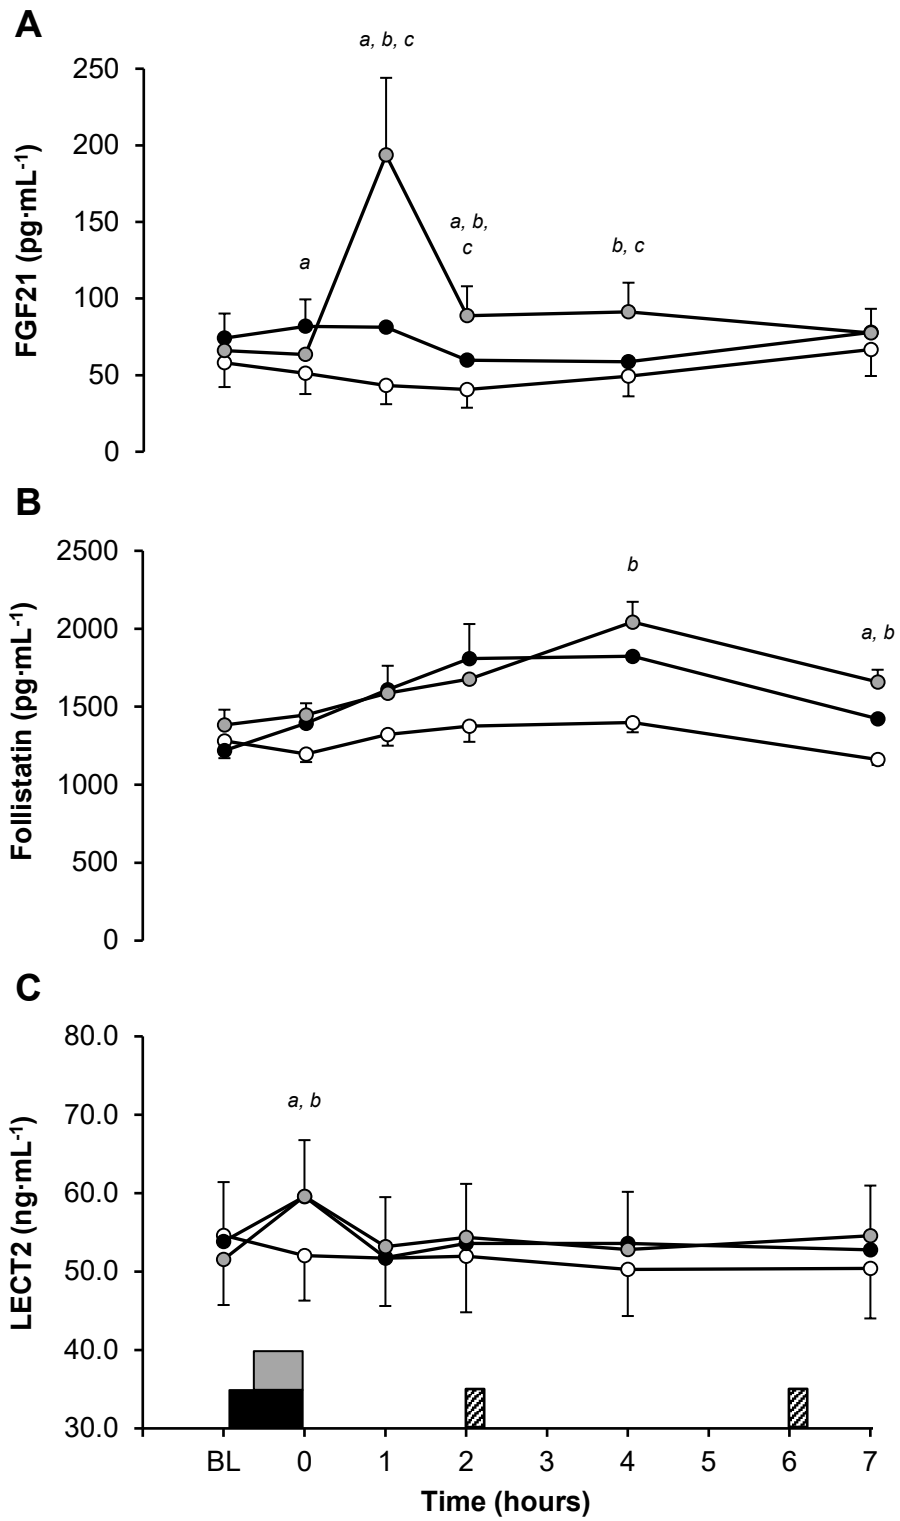 A
a, b, c
250
200
a, b,
c
150
b, c
a
100
50
0
FGF21 (pg·mL-1)
B
2500
b
2000
a, b
1500
1000
500
0
Follistatin (pg·mL-1)
C
80.0
a, b
70.0
60.0
50.0
40.0
30.0
LECT2 (ng·mL-1)
BL 0 1 2 3 4 5 6 7
Time (hours)